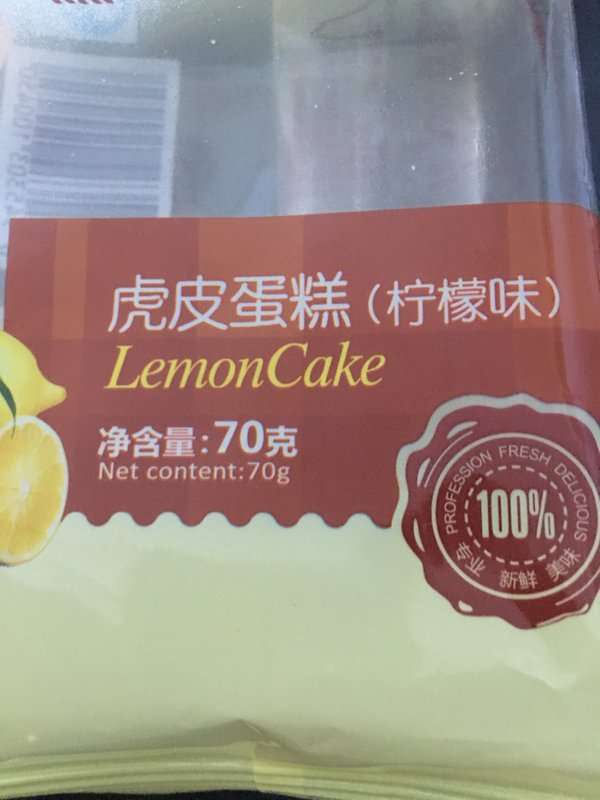 虎皮蛋糕(柠檬味)
LemonCake
净含量:70克
Net content:70g
PROFESSION FRESH DELICIOUS
100%
专业 新鲜 美味